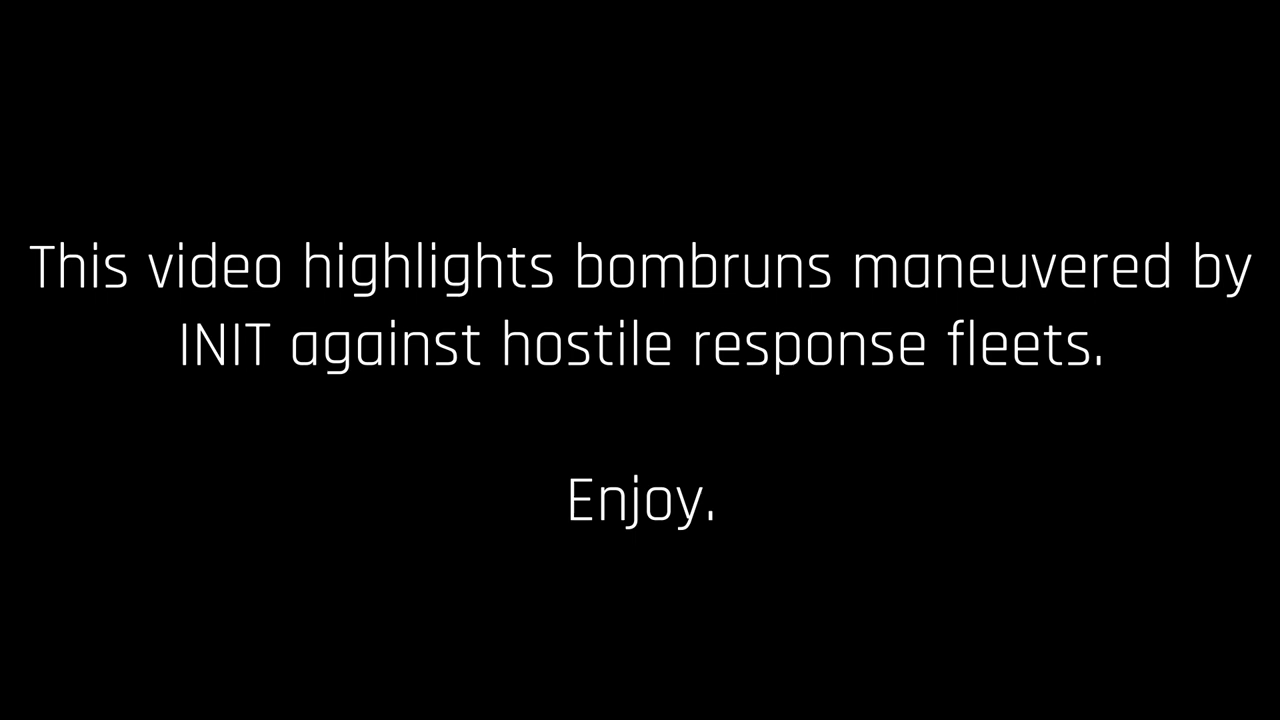 This video highlights bombruns maneuvered by
INIT against hostile response fleets.
Enjoy.